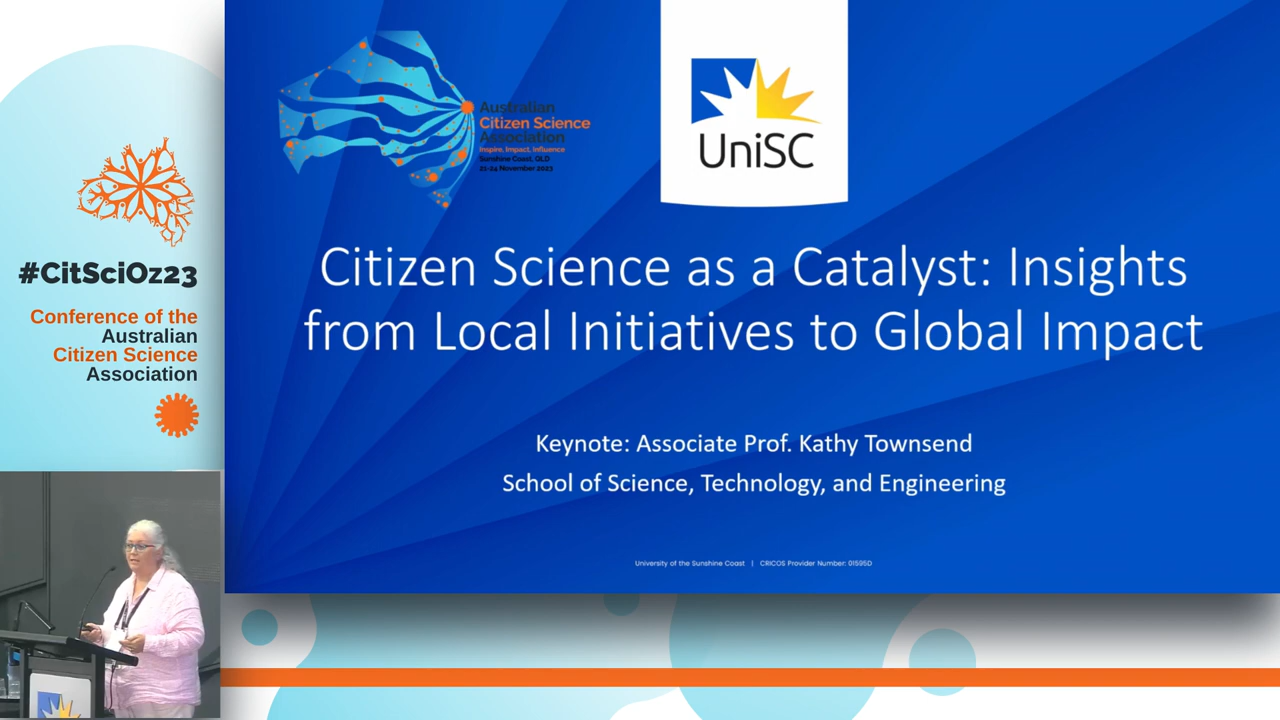 #CitSciOz23
Conference of the
Australian
Citizen Science
Association
Australian
Citizen Science
Association
Inspire, Impact, Influence
Sunshine Coast, QLD
21-24 November 2023
UniSC
Citizen Science as a Catalyst: Insights
from Local Initiatives to Global Impact
Keynote: Associate Prof. Kathy Townsend
School of Science, Technology, and Engineering
University of the Sunshine Coast | CRICOS Provider Number: 01595D